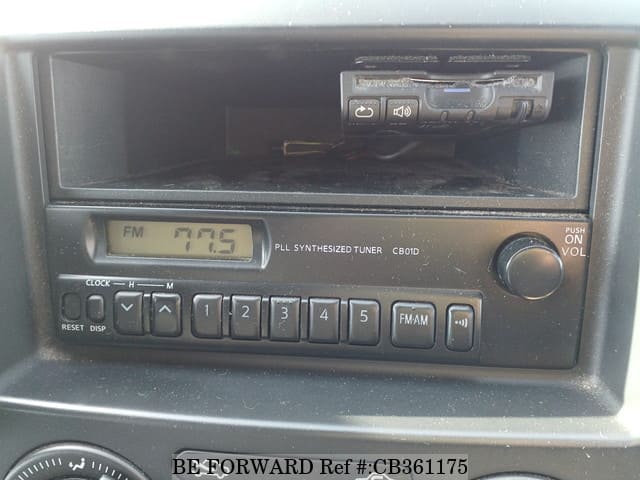 FM 77.5
PLL SYNTHESIZED TUNER CB01D
PUSH
ON
VOL
CLOCK H M
RESET DISP
1 2 3 4 5 FM·AM
BE FORWARD Ref #:CB361175